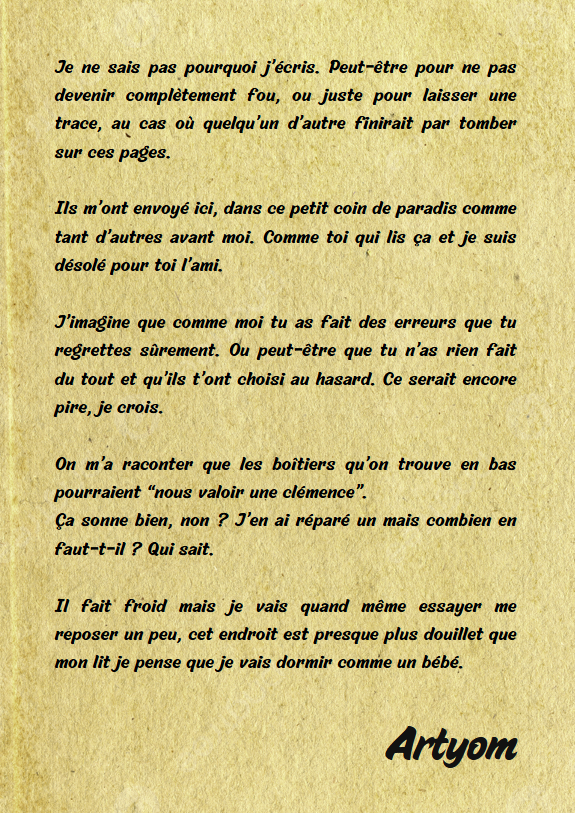 Je ne sais pas pourquoi j'écris. Peut-être pour ne pas
devenir complètement fou, ou juste pour laisser une
trace, au cas où quelqu'un d'autre finirait par tomber
sur ces pages.
Ils m'ont envoyé ici, dans ce petit coin de paradis comme
tant d'autres avant moi. Comme toi qui lis ça et je suis
désolé pour toi l'ami.
J'imagine que comme moi tu as fait des erreurs que tu
regrettes sûrement. Ou peut-être que tu n'as rien fait
du tout et qu'ils t'ont choisi au hasard. Ce serait encore
pire, je crois.
On m'a raconter que les boîtiers qu'on trouve en bas
pourraient “nous valoir une clémence”.
Ça sonne bien, non ? J'en ai réparé un mais combien en
faut-t-il ? Qui sait.
Il fait froid mais je vais quand même essayer me
reposer un peu, cet endroit est presque plus douillet que
mon lit je pense que je vais dormir comme un bébé.
Artyom